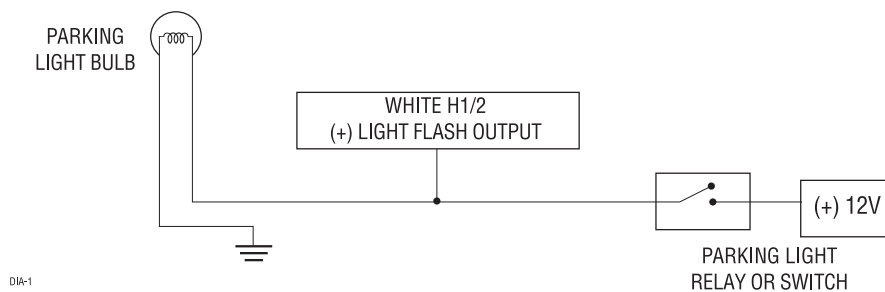 PARKING
LIGHT BULB
WHITE H1/2
(+) LIGHT FLASH OUTPUT
(+) 12V
PARKING LIGHT
RELAY OR SWITCH
DIA-1